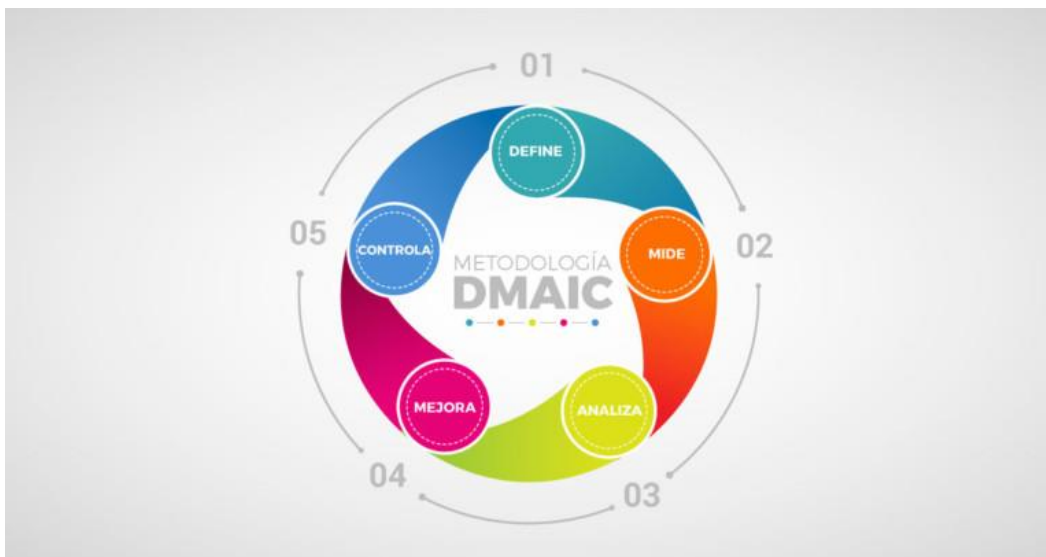 01
DEFINE
02
MIDE
03
ANALIZA
04
MEJORA
05
CONTROLA
METODOLOGÍA
DMAIC